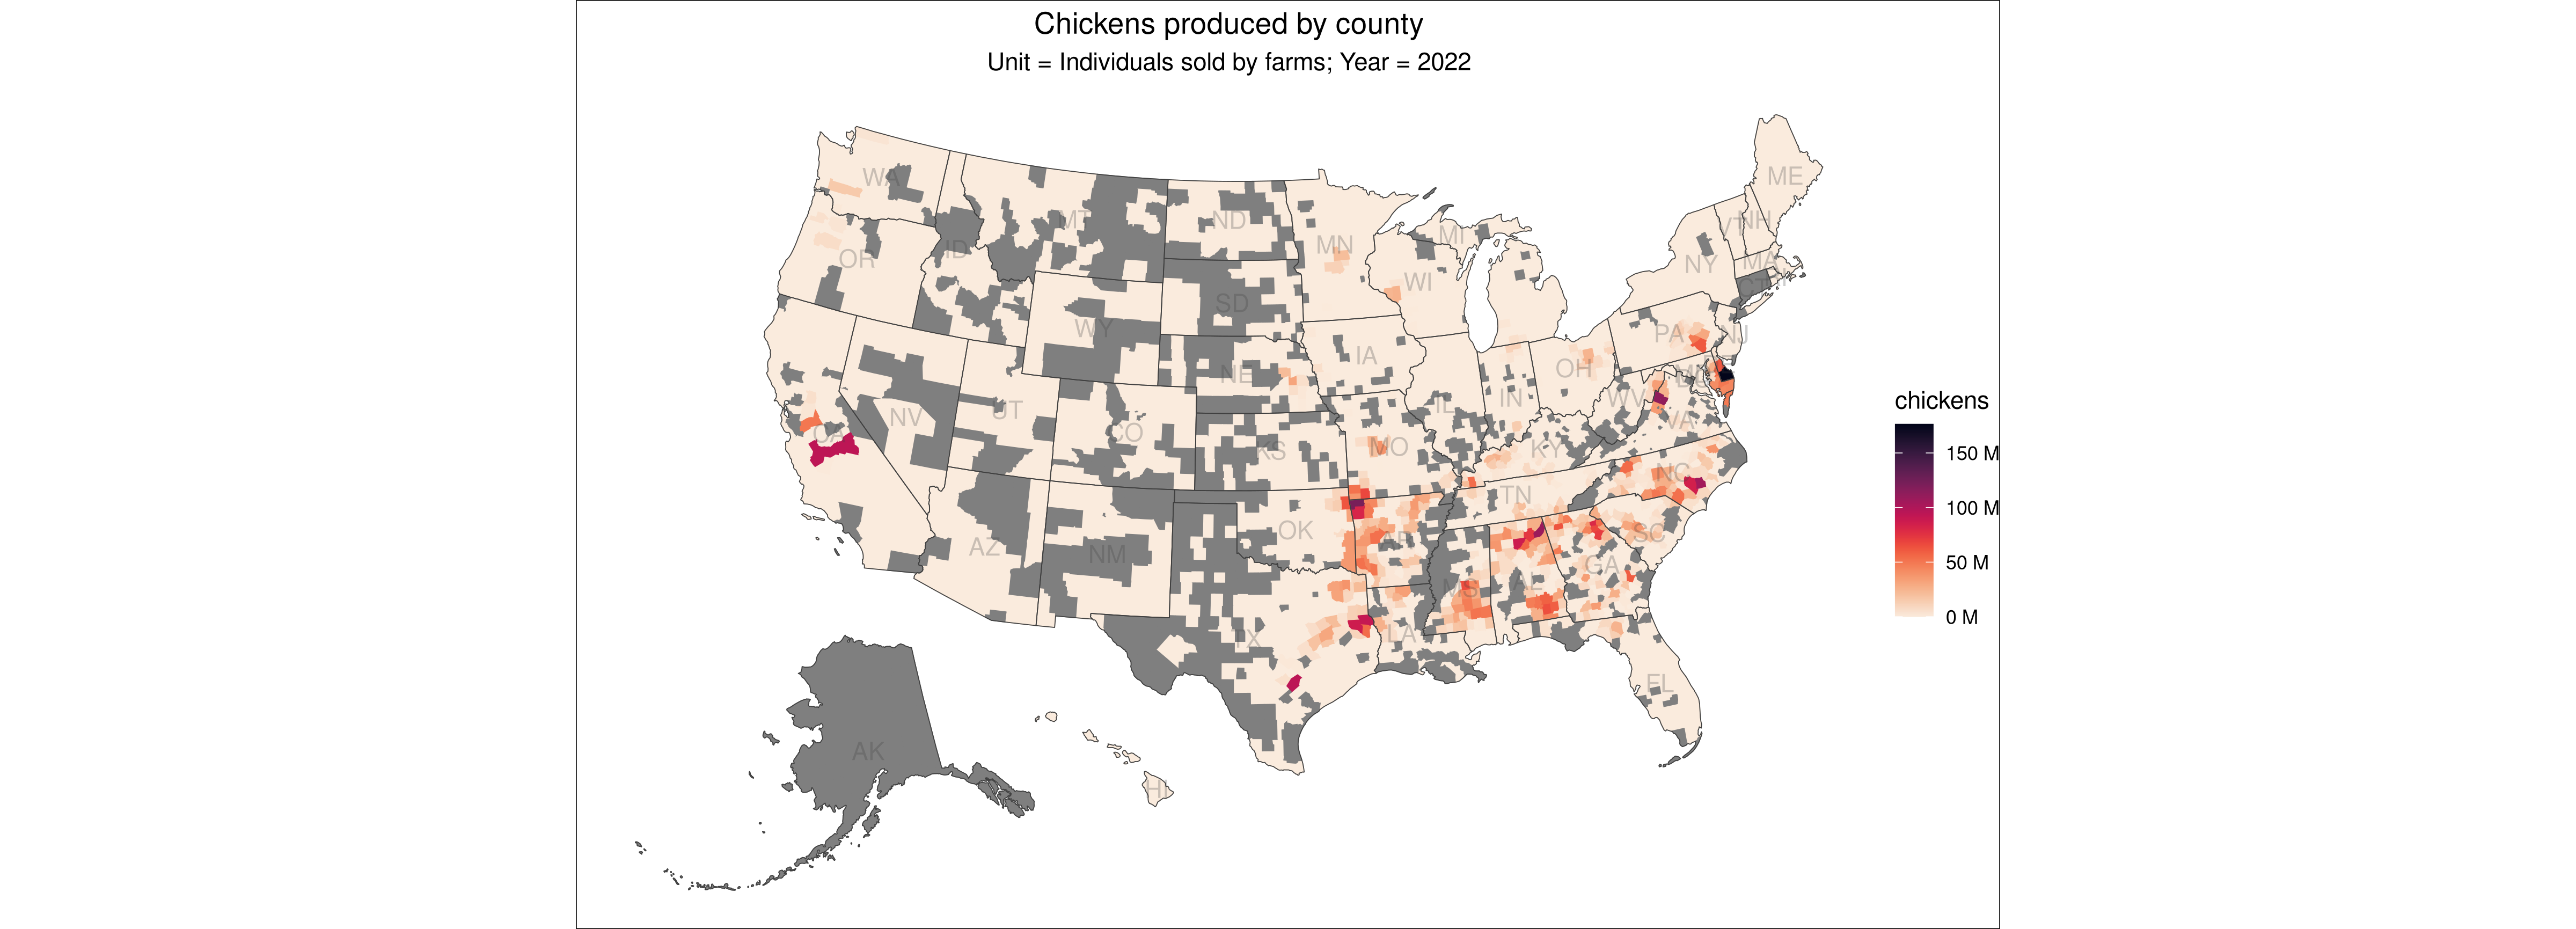 Chickens produced by county
Unit = Individuals sold by farms; Year = 2022
WA
ME
MT
ND
VT
NH
OR
ID
MN
MI
NY
MA
WI
SD
CT
WY
PA
NJ
IA
NE
OH
NV
UT
IL
IN
WV
CO
CA
KS
MO
KY
VA
NC
TN
OK
AR
SC
AZ
NM
GA
MS
AL
TX
LA
FL
AK
HI
chickens
150 M
100 M
50 M
0 M